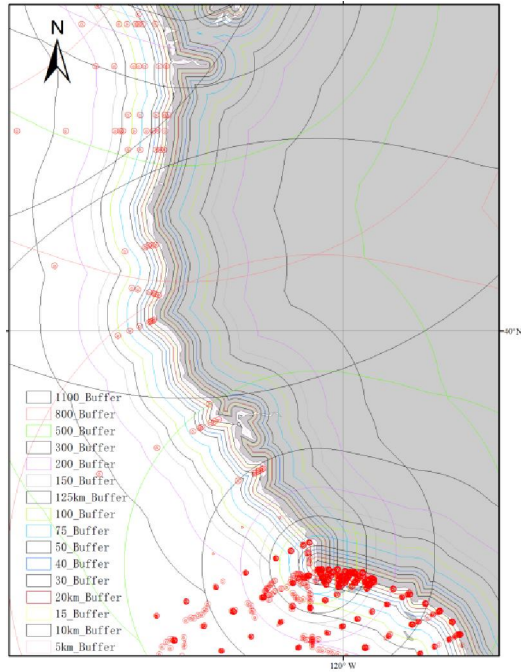 N
40°N
1100_Buffer
800_Buffer
500_Buffer
300_Buffer
200_Buffer
150_Buffer
125km_Buffer
100_Buffer
75_Buffer
50_Buffer
40_Buffer
30_Buffer
20km_Buffer
15_Buffer
10km_Buffer
5km_Buffer
120°W